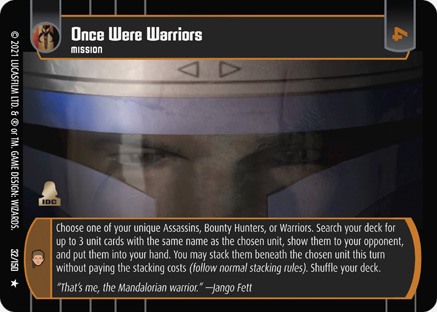 Once Were Warriors
MISSION
4
© 2021 LUCASFILM LTD. & ® or TM. GAME DESIGN: WIZARDS.
32/150 ★
IDC
Choose one of your unique Assassins, Bounty Hunters, or Warriors. Search your deck for
up to 3 unit cards with the same name as the chosen unit, show them to your opponent,
and put them into your hand. You may stack them beneath the chosen unit this turn
without paying the stacking costs (follow normal stacking rules). Shuffle your deck.
“That’s me, the Mandalorian warrior.” —Jango Fett